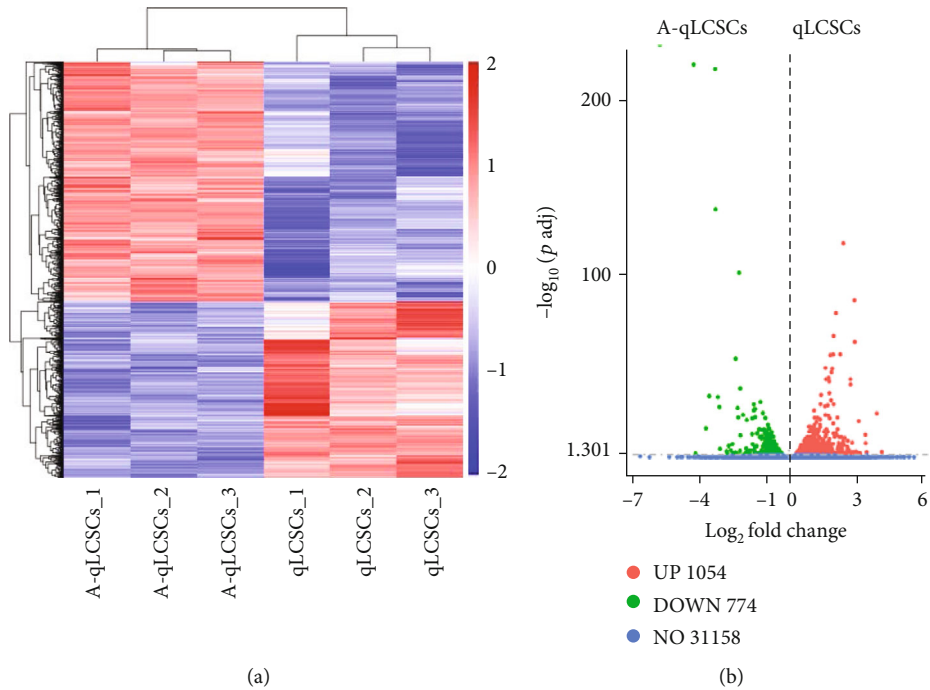 2
1
0
−1
−2
A-qLCSCs_1
A-qLCSCs_2
A-qLCSCs_3
qLCSCs_1
qLCSCs_2
qLCSCs_3
(a)
A-qLCSCs qLCSCs
−log10 (p adj)
200
100
1.301
−7 −4 −1 0 3 6
Log2 fold change
UP 1054
DOWN 774
NO 31158
(b)